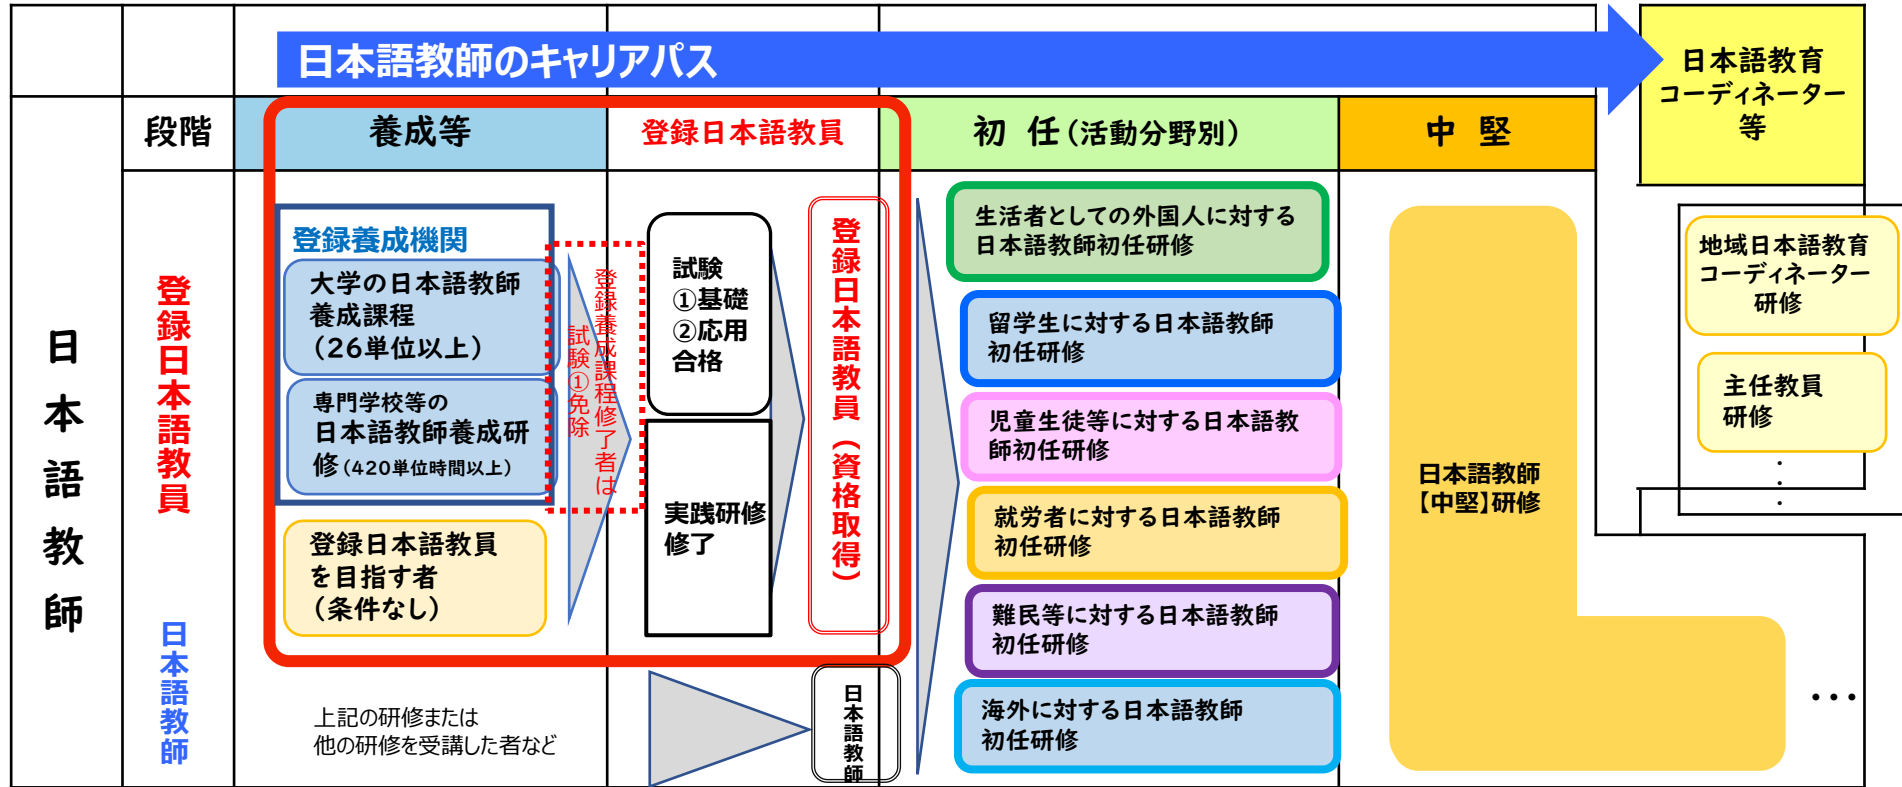 日本語教師のキャリアパス
日本語教育
コーディネーター
等
段階
養成等
登録日本語教員
初 任(活動分野別)
中 堅
日本語教師
登録日本語教員
日本語教師
登録養成機関
大学の日本語教師
養成課程
(26単位以上)
専門学校等の
日本語教師養成研
修(420単位時間以上)
登録日本語教員
を目指す者
(条件なし)
登録養成課程修了者は
試験①免除
試験
①基礎
②応用
合格
実践研修
修了
登録日本語教員(資格取得)
上記の研修または
他の研修を受講した者など
日本語教師
生活者としての外国人に対する
日本語教師初任研修
留学生に対する日本語教師
初任研修
児童生徒等に対する日本語教
師初任研修
就労者に対する日本語教師
初任研修
難民等に対する日本語教師
初任研修
海外に対する日本語教師
初任研修
日本語教師
【中堅】研修
地域日本語教育
コーディネーター
研修
主任教員
研修
・
・
・
…